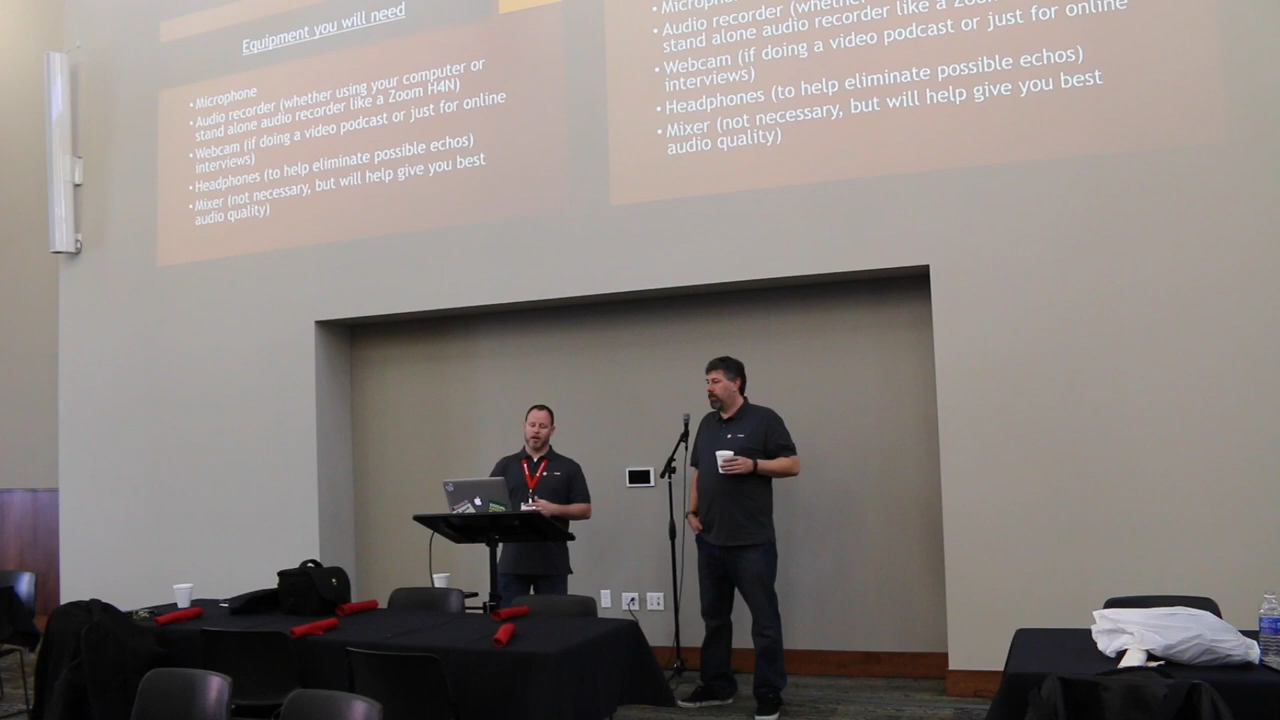 Equipment you will need
• Microphone
• Audio recorder (whether using your computer or
stand alone audio recorder like a Zoom H4N)
• Webcam (if doing a video podcast or just for online
interviews)
• Headphones (to help eliminate possible echos)
• Mixer (not necessary, but will help give you best
audio quality)
• Audio recorder
stand alone audio recorder like a Zoom
• Webcam (if doing a video podcast or just for online
interviews)
• Headphones (to help eliminate possible echos)
• Mixer (not necessary, but will help give you best
audio quality)